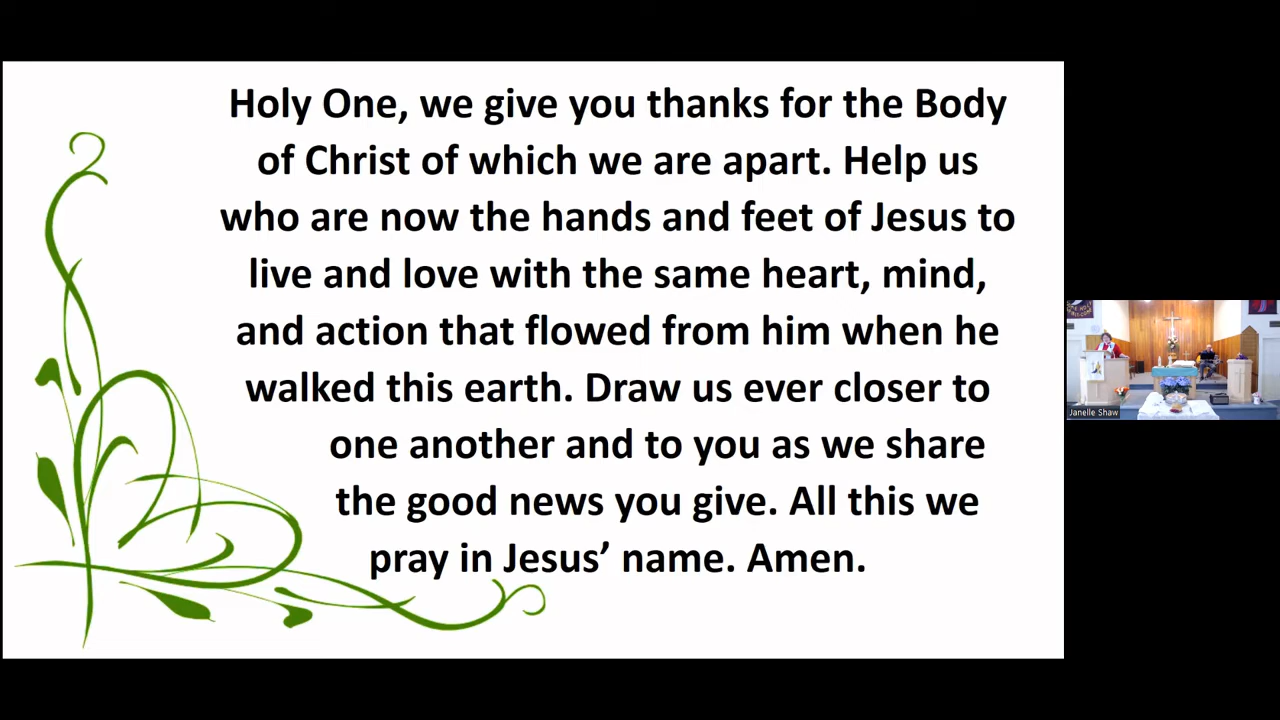 Holy One, we give you thanks for the Body
of Christ of which we are apart. Help us
who are now the hands and feet of Jesus to
live and love with the same heart, mind,
and action that flowed from him when he
walked this earth. Draw us ever closer to
one another and to you as we share
the good news you give. All this we
pray in Jesus’ name. Amen.
Janelle Shaw